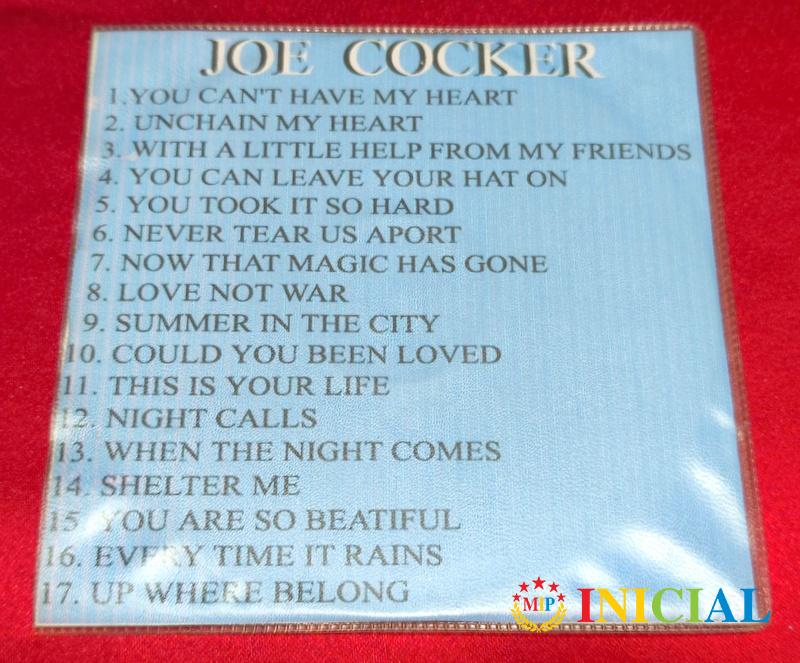 JOE COCKER
1.YOU CAN'T HAVE MY HEART
2. UNCHAIN MY HEART
3. WITH A LITTLE HELP FROM MY FRIENDS
4. YOU CAN LEAVE YOUR HAT ON
5. YOU TOOK IT SO HARD
6. NEVER TEAR US APORT
7. NOW THAT MAGIC HAS GONE
8. LOVE NOT WAR
9. SUMMER IN THE CITY
10. COULD YOU BEEN LOVED
11. THIS IS YOUR LIFE
12. NIGHT CALLS
13. WHEN THE NIGHT COMES
14. SHELTER ME
15. YOU ARE SO BEATIFUL
16. EVERY TIME IT RAINS
17. UP WHERE BELONG
MIP INICIAL